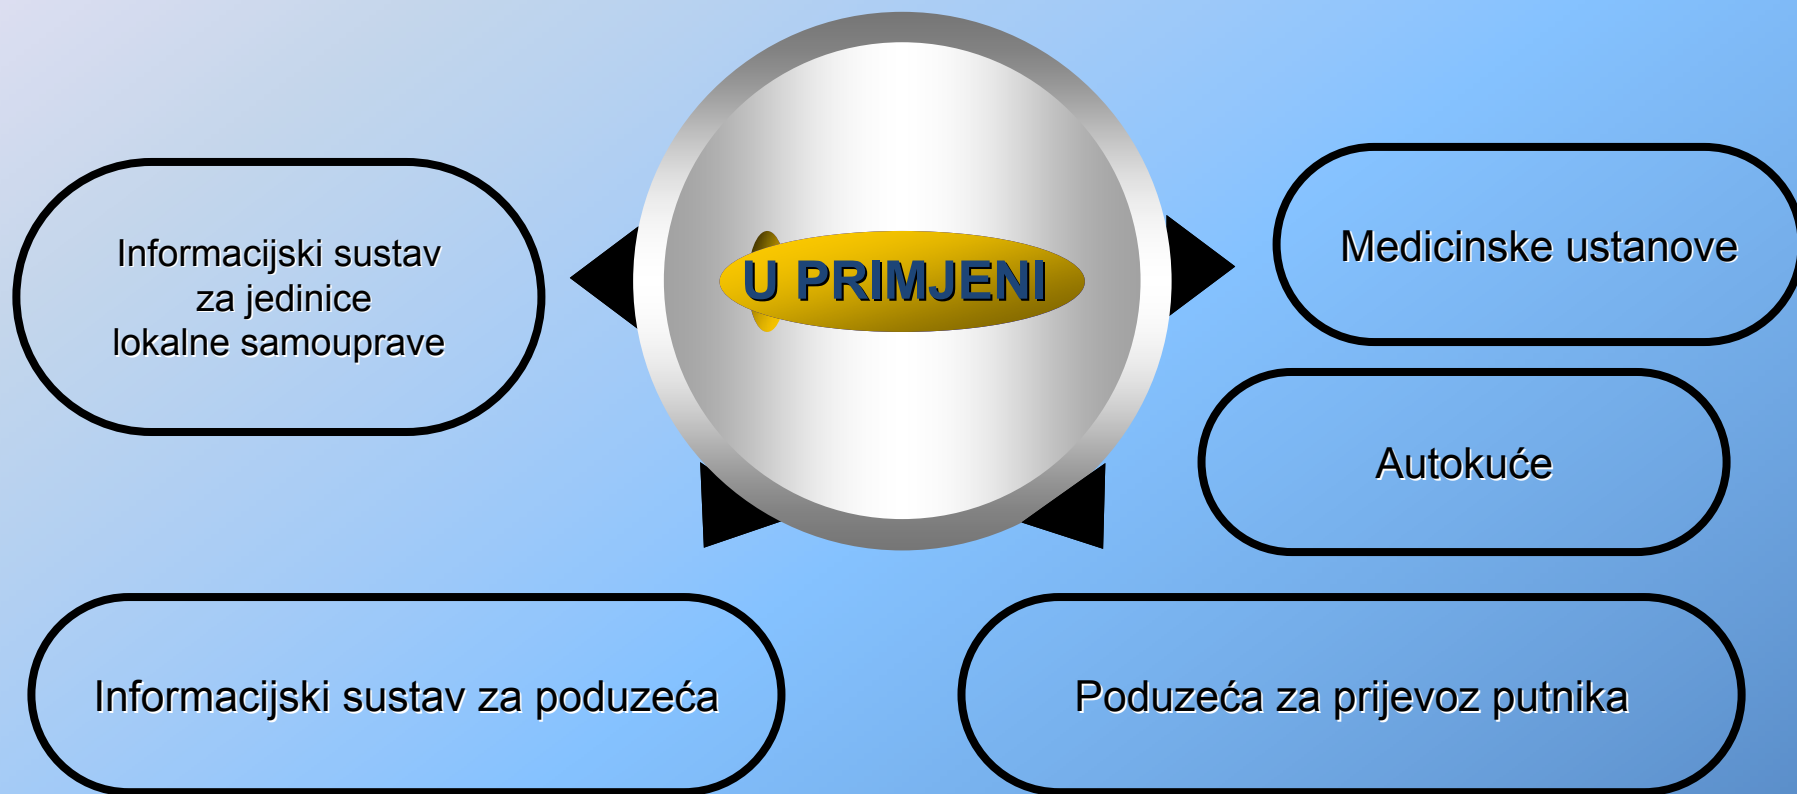 U PRIMJENI
Informacijski sustav
za jedinice
lokalne samouprave
Medicinske ustanove
Autokuće
Informacijski sustav za poduzeća
Poduzeća za prijevoz putnika